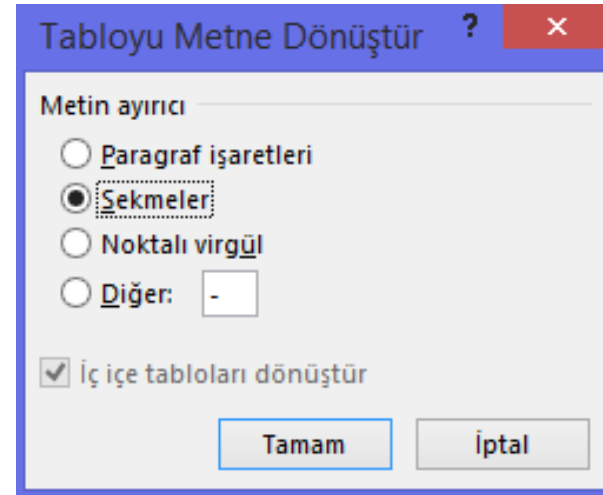 Tabloyu Metne Dönüştür ? ×
Metin ayırıcı
Paragraf işaretleri
Sekmeler
Noktalı virgül
Diğer: -
İç içe tabloları dönüştür
Tamam İptal